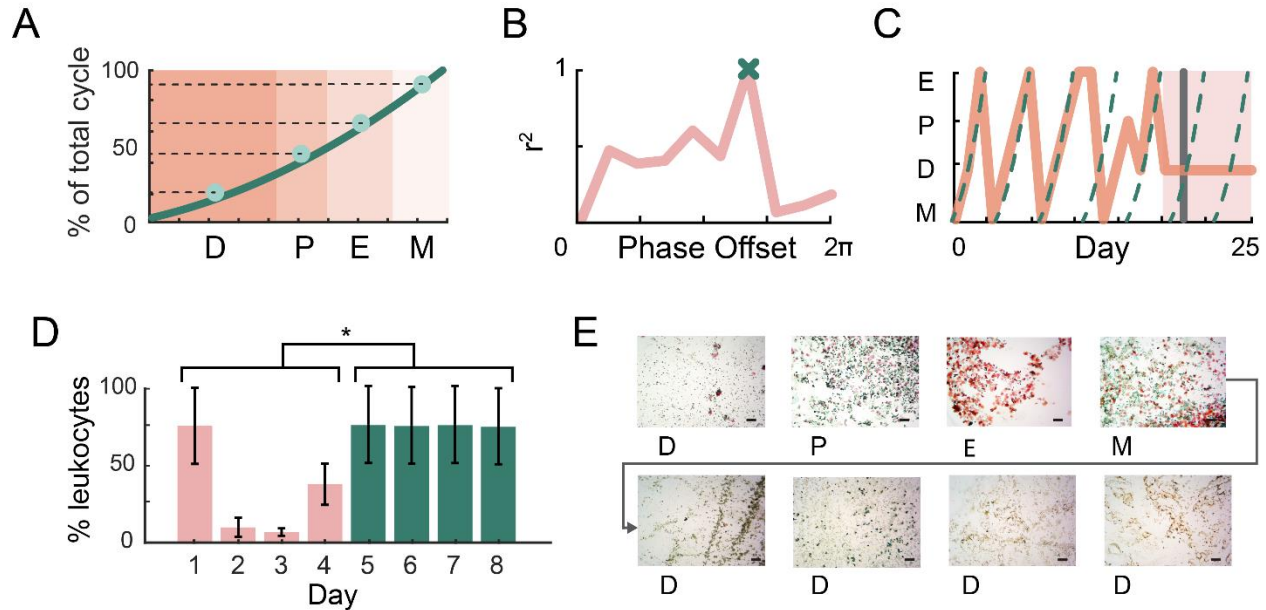 A
% of total cycle
100
50
0
D P E M
B
r²
1
0
Phase Offset
2π
C
E
P
D
M
0
Day
25
D
% leukocytes
100
50
0
*
1 2 3 4 5 6 7 8
Day
E
D P E M
D D D D